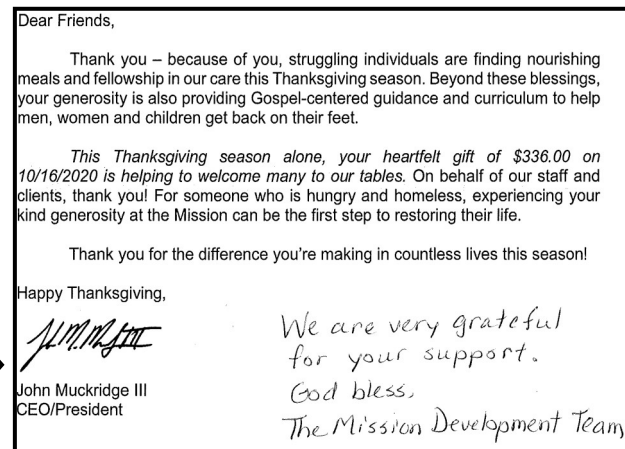 Dear Friends,
Thank you – because of you, struggling individuals are finding nourishing
meals and fellowship in our care this Thanksgiving season. Beyond these blessings,
your generosity is also providing Gospel-centered guidance and curriculum to help
men, women and children get back on their feet.
This Thanksgiving season alone, your heartfelt gift of $336.00 on
10/16/2020 is helping to welcome many to our tables. On behalf of our staff and
clients, thank you! For someone who is hungry and homeless, experiencing your
kind generosity at the Mission can be the first step to restoring their life.
Thank you for the difference you’re making in countless lives this season!
Happy Thanksgiving,
John Muckridge III
CEO/President
We are very grateful
for your support.
God bless,
The Mission Development Team